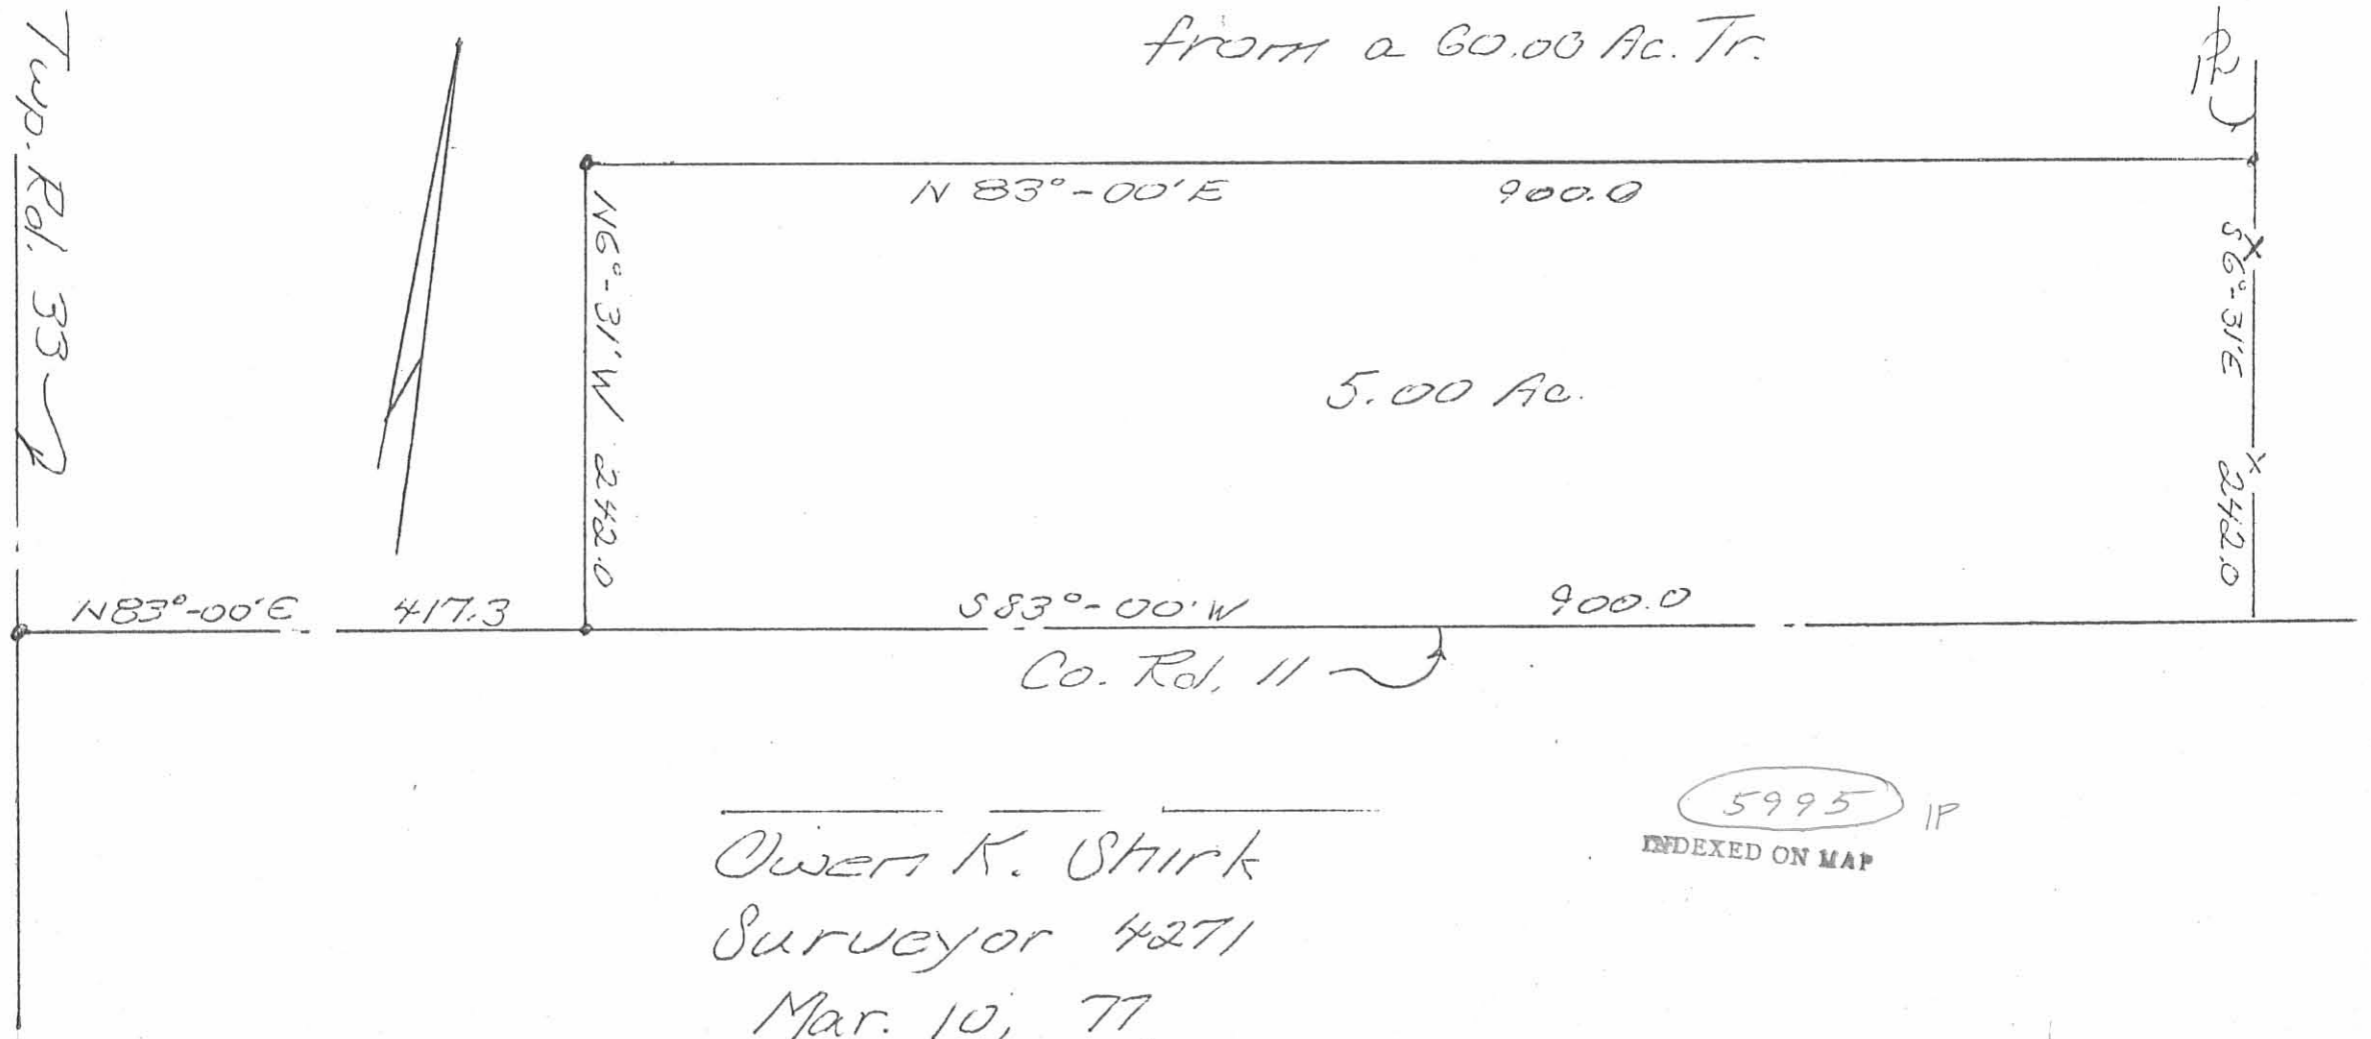 from a 60.00 Ac. Tr.
Twp. Rd. 33
N 83°-00' E 900.0
N6°-31' W 242.0
S6°-31'E 242.0
5.00 Ac.
N83°-00'E 417.3
S83°-00'W 900.0
Co. Rd. 11
5995 IP
INDEXED ON MAP
Owen K. Shirk
Surveyor 4271
Mar. 10, 77